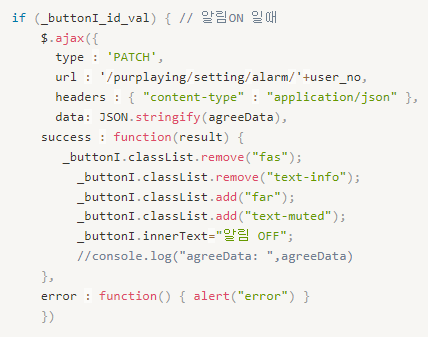 if (_buttonI_id_val) { // 알림ON 일때
$.ajax({
type : 'PATCH',
url : '/purplaying/setting/alarm/'+user_no,
headers : { "content-type" : "application/json" },
data: JSON.stringify(agreeData),
success : function(result) {
_buttonI.classList.remove("fas");
_buttonI.classList.remove("text-info");
_buttonI.classList.add("far");
_buttonI.classList.add("text-muted");
_buttonI.innerText="알림 OFF";
//console.log("agreeData: ",agreeData)
},
error : function() { alert("error") }
})